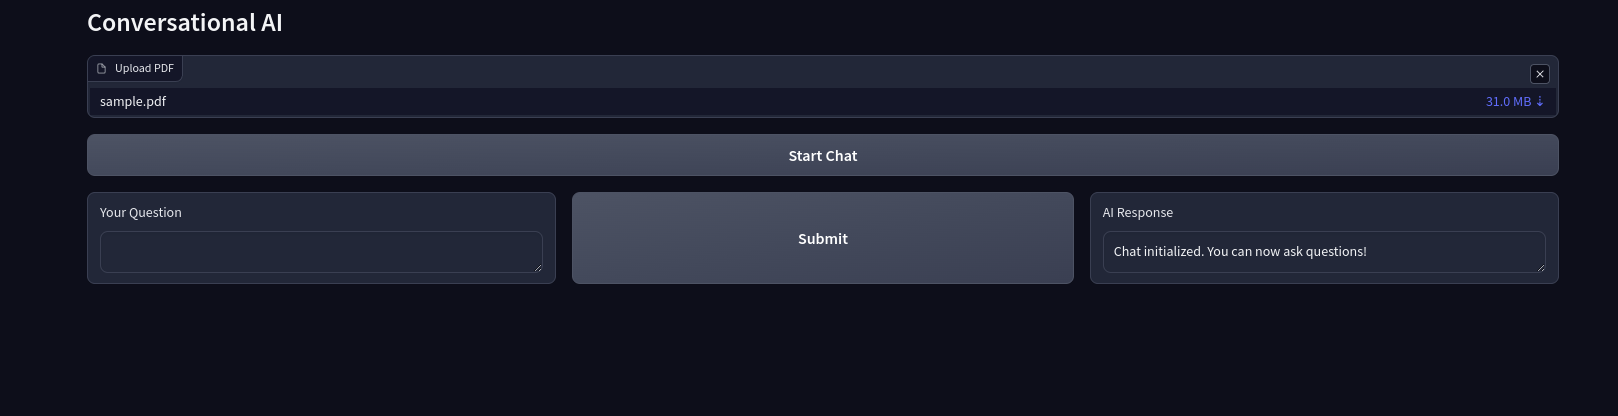 Conversational AI
Upload PDF
sample.pdf 31.0 MB ↓
Start Chat
Your Question
Submit
AI Response
Chat initialized. You can now ask questions!